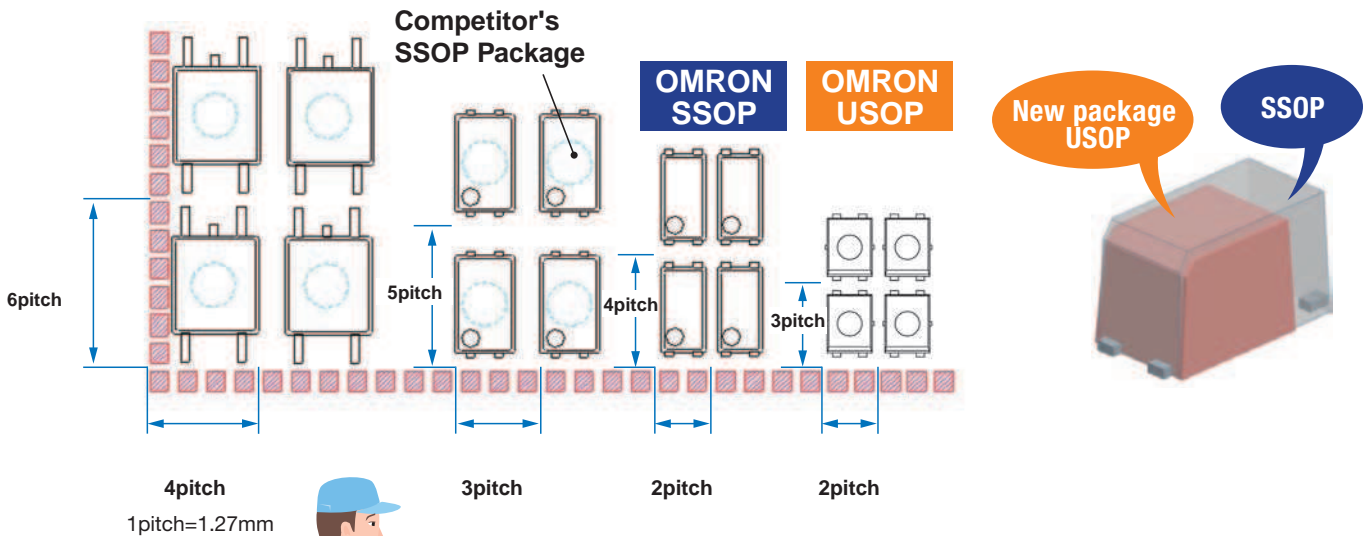 Competitor's
SSOP Package
OMRON
SSOP
OMRON
USOP
New package
USOP
SSOP
6pitch
5pitch
4pitch
3pitch
4pitch
3pitch
2pitch
2pitch
1pitch=1.27mm